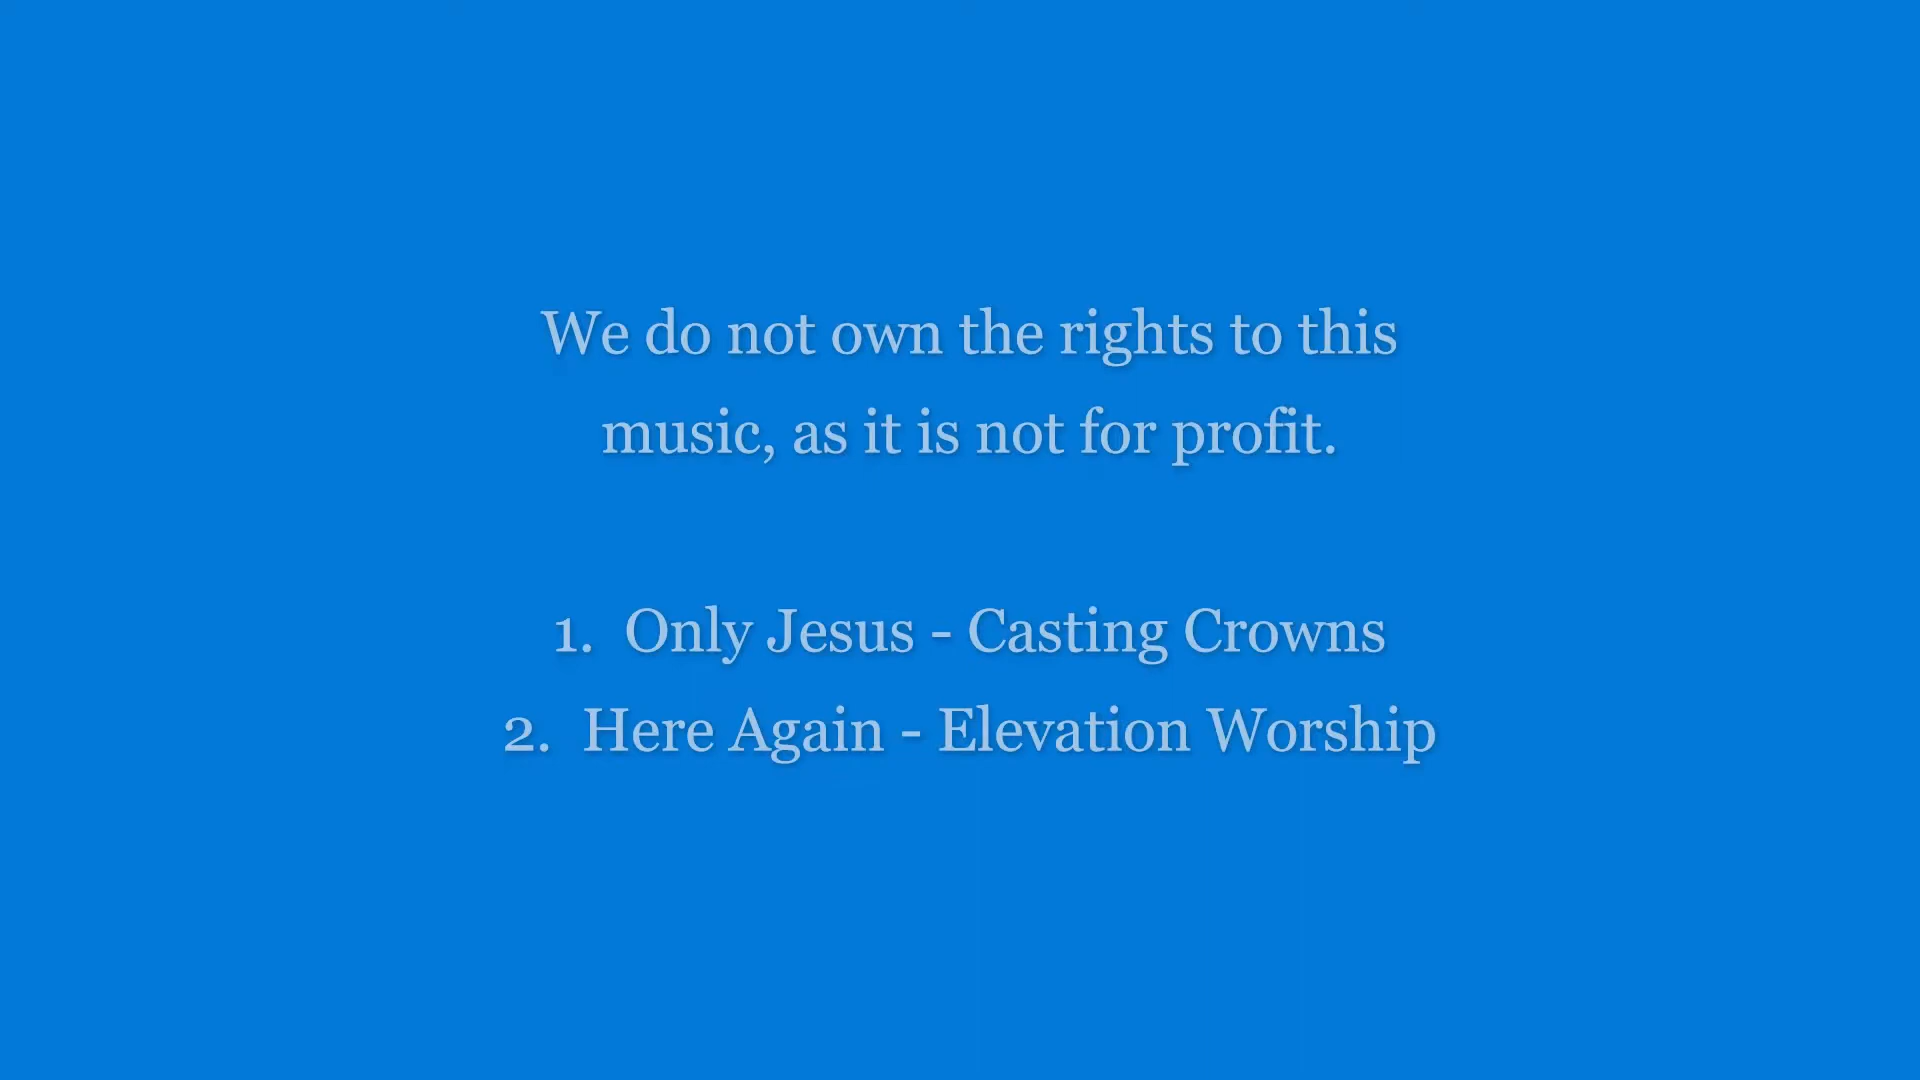 We do not own the rights to this
music, as it is not for profit.
1. Only Jesus - Casting Crowns
2. Here Again - Elevation Worship